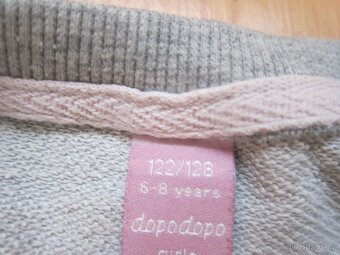 122/128
6-8 years
dopodopo
girls